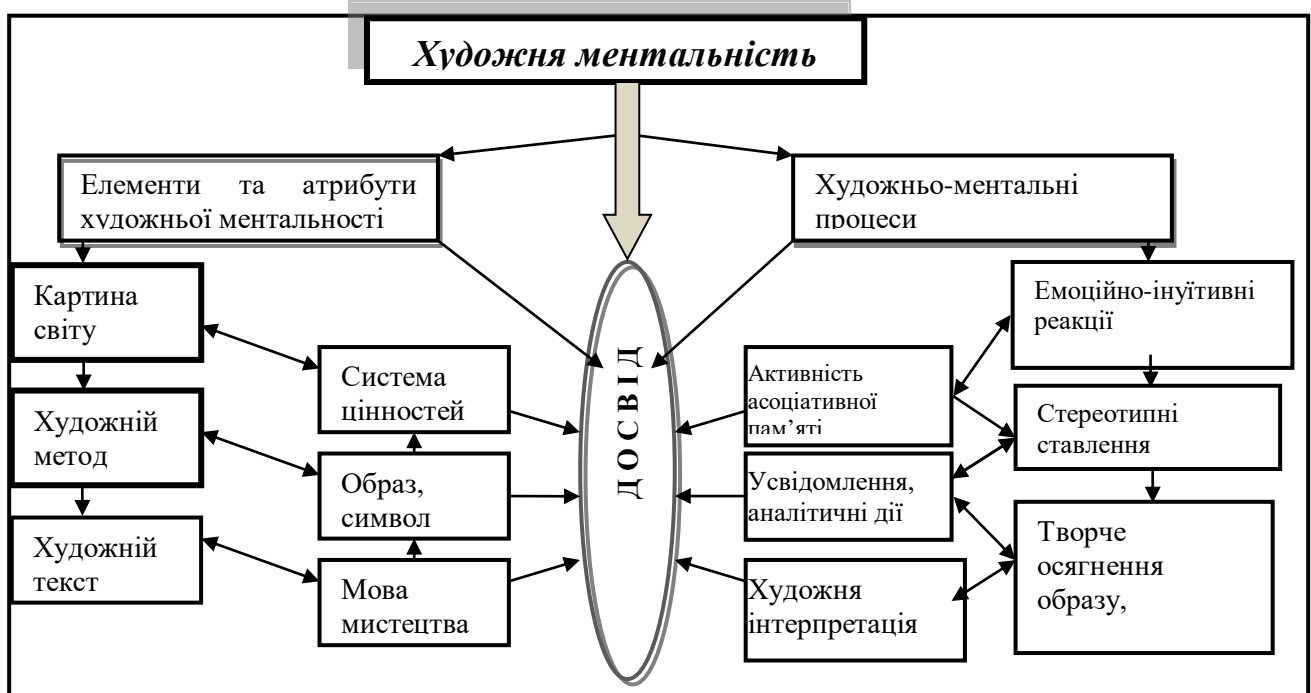 Художня ментальність
Елементи та атрибути
художньої ментальності
Художньо-ментальні
процеси
Картина
світу
Емоційно-інуїтивні
реакції
Система
цінностей
ДОСВІД
Активність
асоціативної
пам’яті
Художній
метод
Стереотипні
ставлення
Образ,
символ
Усвідомлення,
аналітичні дії
Художній
текст
Творче
осягнення
образу,
Мова
мистецтва
Художня
інтерпретація